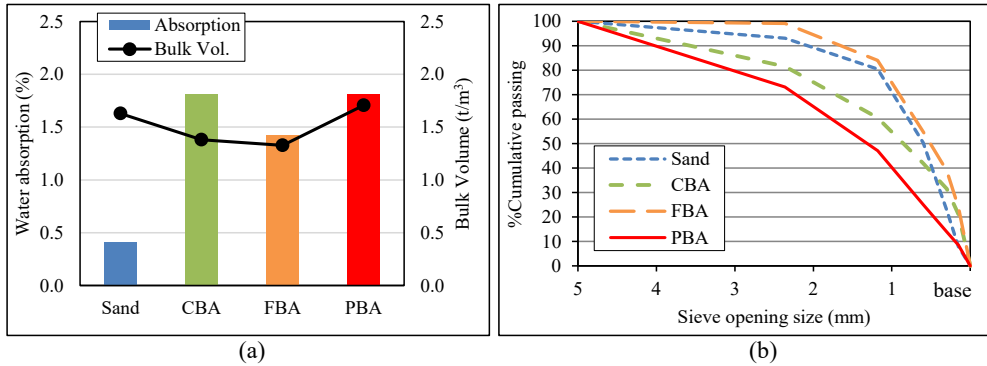 Absorption
Bulk Vol.
Water absorption (%)
2.5
2.0
1.5
1.0
0.5
0.0
2.5
2.0
1.5
1.0
0.5
0.0
Bulk Volume (t/m³)
Sand CBA FBA PBA
(a)
%Cumulative passing
100
90
80
70
60
50
40
30
20
10
0
Sand
CBA
FBA
PBA
5 4 3 2 1 base
Sieve opening size (mm)
(b)